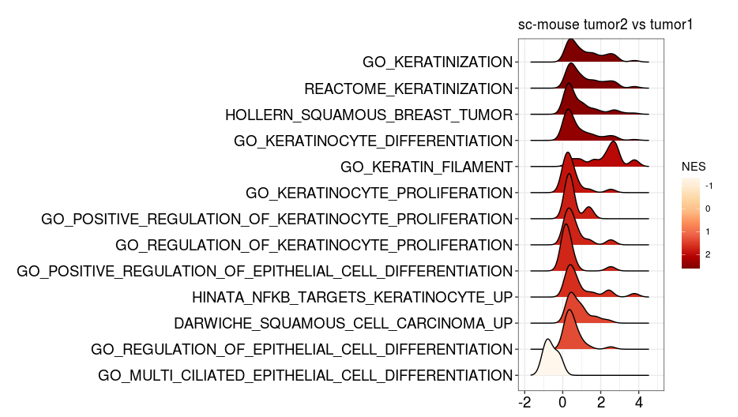 sc-mouse tumor2 vs tumor1
GO_KERATINIZATION
REACTOME_KERATINIZATION
HOLLERN_SQUAMOUS_BREAST_TUMOR
GO_KERATINOCYTE_DIFFERENTIATION
GO_KERATIN_FILAMENT
GO_KERATINOCYTE_PROLIFERATION
GO_POSITIVE_REGULATION_OF_KERATINOCYTE_PROLIFERATION
GO_REGULATION_OF_KERATINOCYTE_PROLIFERATION
GO_POSITIVE_REGULATION_OF_EPITHELIAL_CELL_DIFFERENTIATION
HINATA_NFKB_TARGETS_KERATINOCYTE_UP
DARWICHE_SQUAMOUS_CELL_CARCINOMA_UP
GO_REGULATION_OF_EPITHELIAL_CELL_DIFFERENTIATION
GO_MULTI_CILIATED_EPITHELIAL_CELL_DIFFERENTIATION
-2 0 2 4
NES
-1
0
1
2